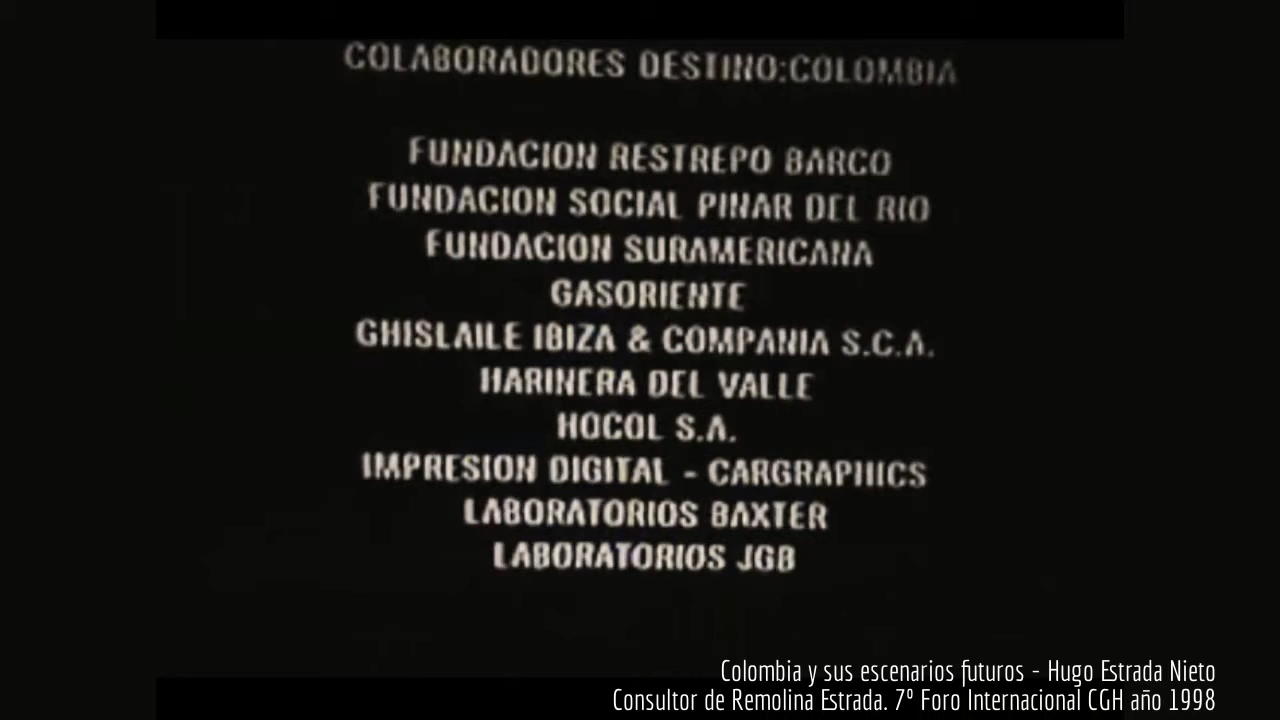 COLABORADORES DESTINO:COLOMBIA
FUNDACION RESTREPO BARCO
FUNDACION SOCIAL PINAR DEL RIO
FUNDACION SURAMERICANA
GASORIENTE
GHISLAILE IBIZA & COMPANIA S.C.A.
HARINERA DEL VALLE
HOCOL S.A.
IMPRESION DIGITAL - CARGRAPHICS
LABORATORIOS BAXTER
LABORATORIOS JGB
Colombia y sus escenarios futuros - Hugo Estrada Nieto
Consultor de Remolina Estrada. 7º Foro Internacional CGH año 1998